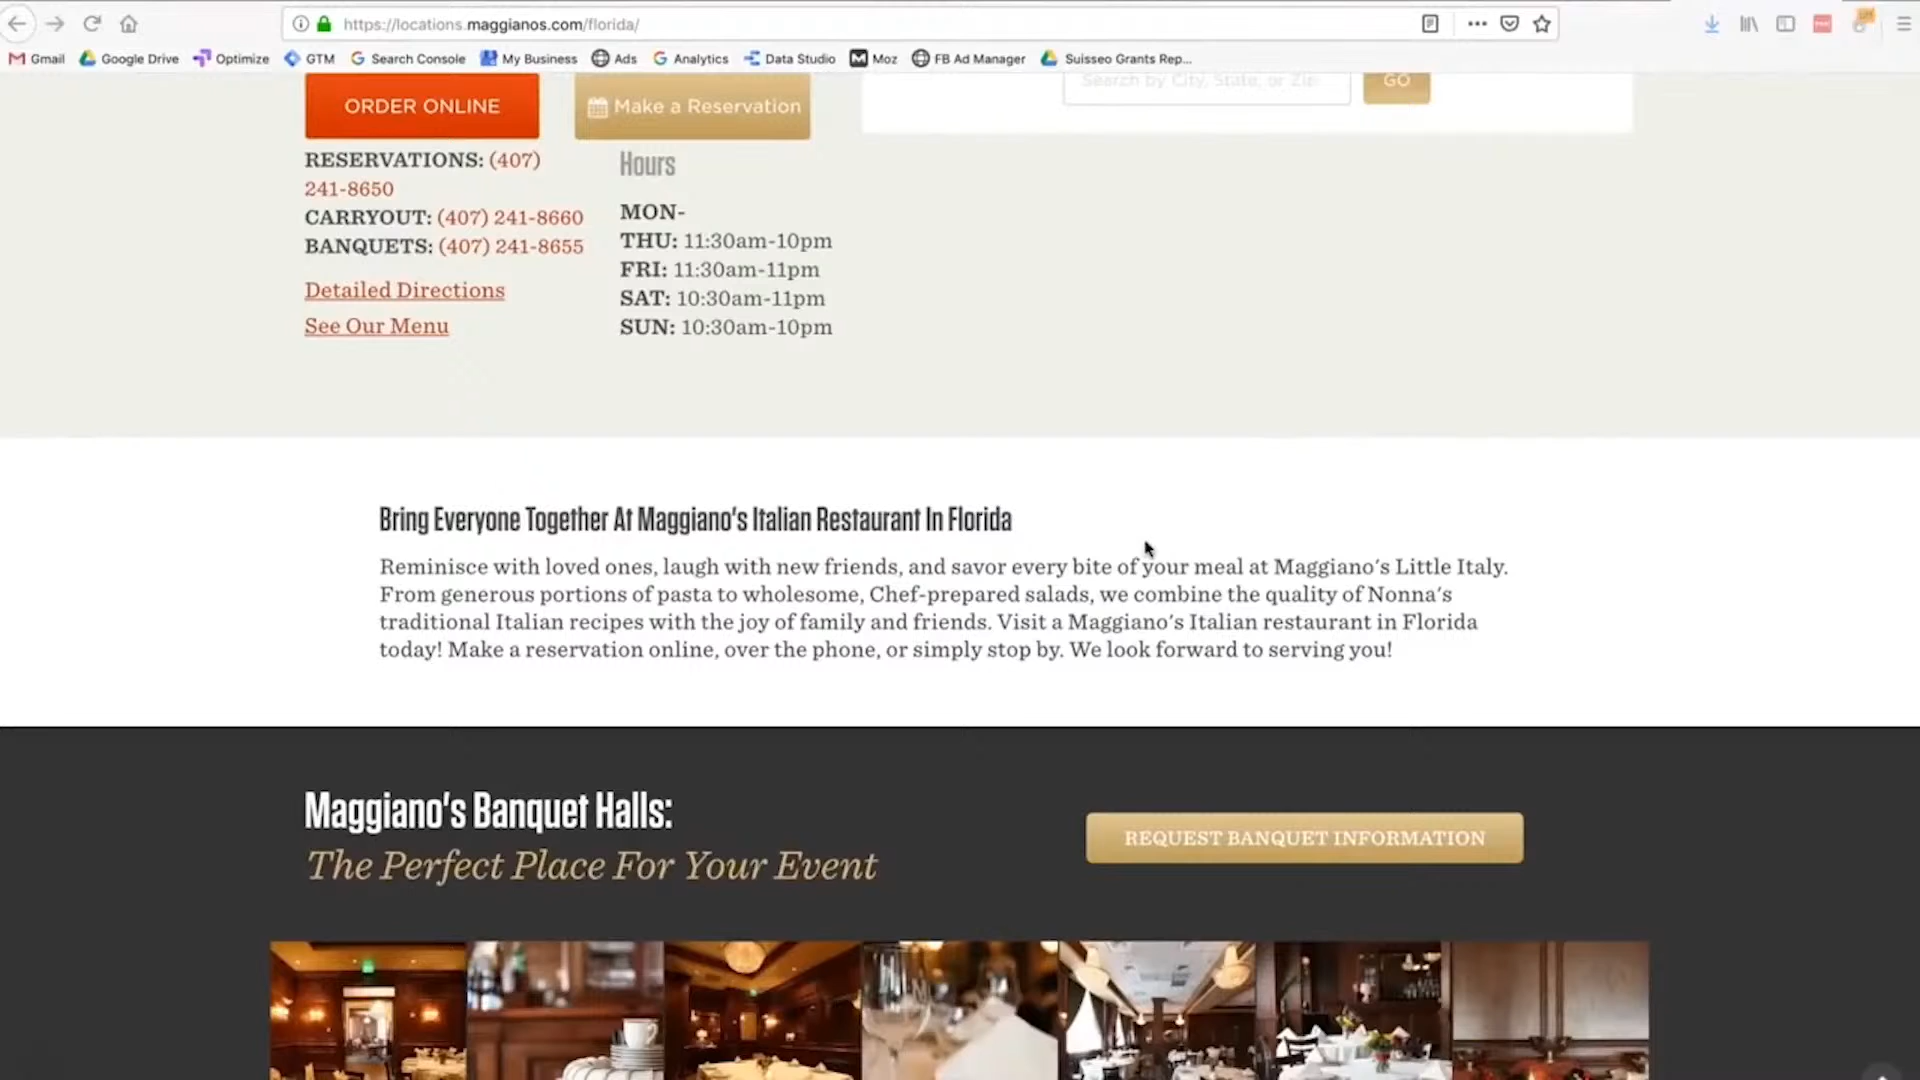 https://locations.maggianos.com/florida/
Gmail
Google Drive
Optimize
GTM
Search Console
My Business
Ads
Analytics
Data Studio
Moz
FB Ad Manager
Suisseo Grants Rep...
ORDER ONLINE
Make a Reservation
Search by City, State, or Zip
GO
RESERVATIONS: (407)
241-8650
CARRYOUT: (407) 241-8660
BANQUETS: (407) 241-8655
Detailed Directions
See Our Menu
Hours
MON-
THU: 11:30am-10pm
FRI: 11:30am-11pm
SAT: 10:30am-11pm
SUN: 10:30am-10pm
Bring Everyone Together At Maggiano's Italian Restaurant In Florida
Reminisce with loved ones, laugh with new friends, and savor every bite of your meal at Maggiano's Little Italy.
From generous portions of pasta to wholesome, Chef-prepared salads, we combine the quality of Nonna's
traditional Italian recipes with the joy of family and friends. Visit a Maggiano's Italian restaurant in Florida
today! Make a reservation online, over the phone, or simply stop by. We look forward to serving you!
Maggiano's Banquet Halls:
The Perfect Place For Your Event
REQUEST BANQUET INFORMATION